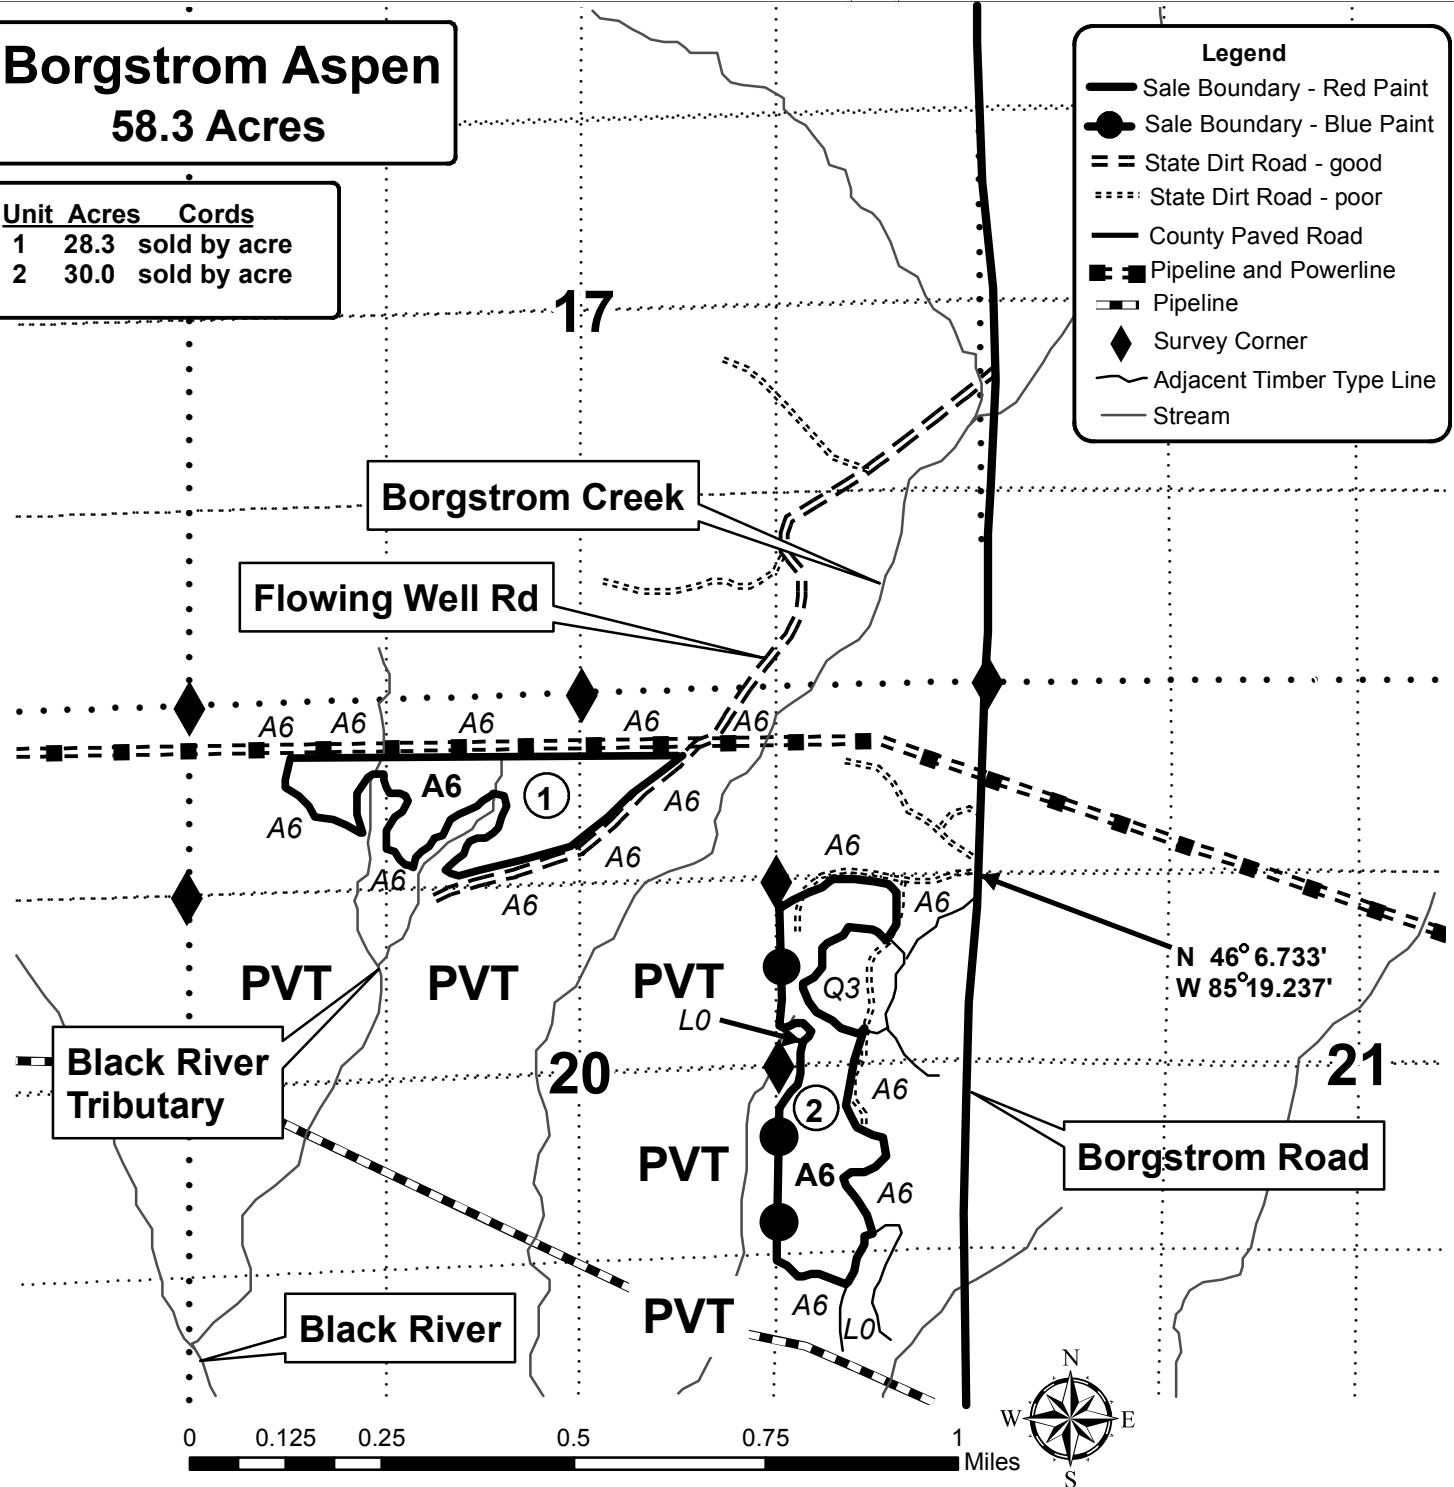 Borgstrom Aspen
58.3 Acres
Unit Acres Cords
1 28.3 sold by acre
2 30.0 sold by acre
Legend
Sale Boundary - Red Paint
Sale Boundary - Blue Paint
State Dirt Road - good
State Dirt Road - poor
County Paved Road
Pipeline and Powerline
Pipeline
Survey Corner
Adjacent Timber Type Line
Stream
17
Borgstrom Creek
Flowing Well Rd
A6
A6
A6
A6
A6
A6
1
A6
A6
A6
A6
A6
A6
A6
PVT
PVT
PVT
Q3
N 46° 6.733'
W 85°19.237'
L0
Black River
Tributary
20
21
A6
2
PVT
A6
A6
Borgstrom Road
PVT
A6
L0
Black River
N
W
E
S
0 0.125 0.25 0.5 0.75 1
Miles